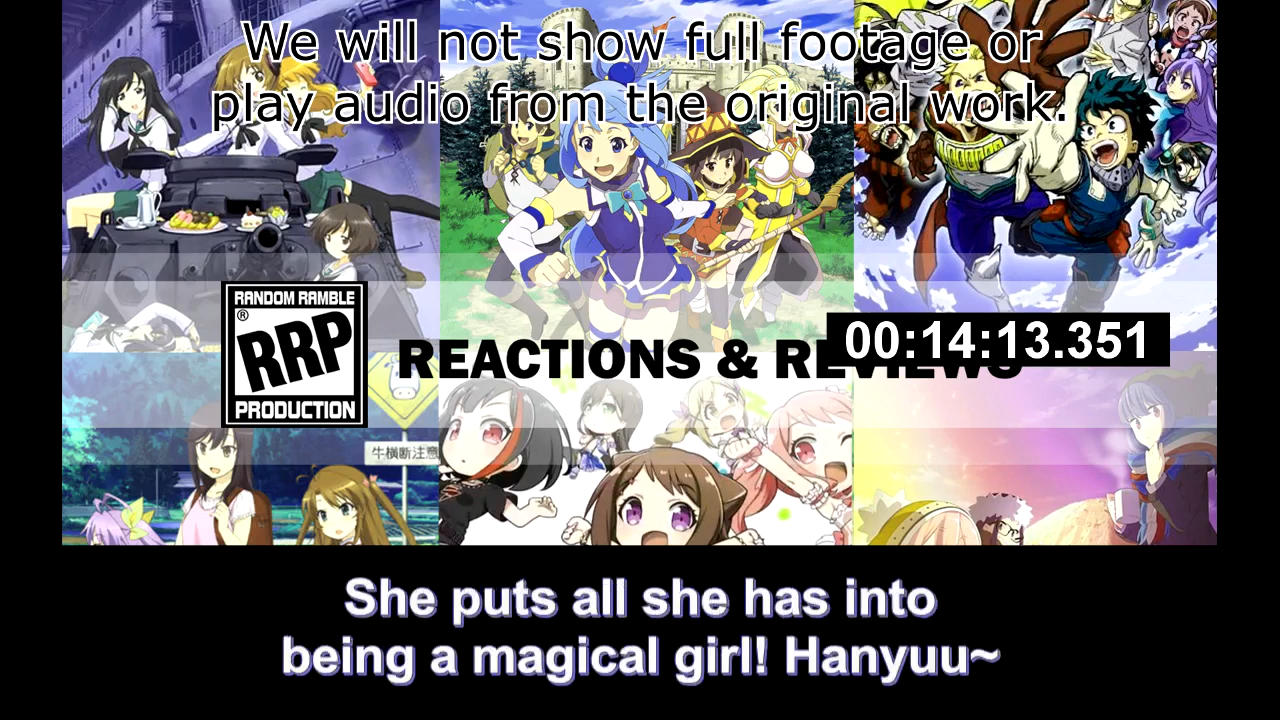 We will not show full footage or
play audio from the original work.
RANDOM RAMBLE
®
RRP
PRODUCTION
REACTIONS & REVIEWS
00:14:13.351
牛横断注意
She puts all she has into
being a magical girl! Hanyuu~